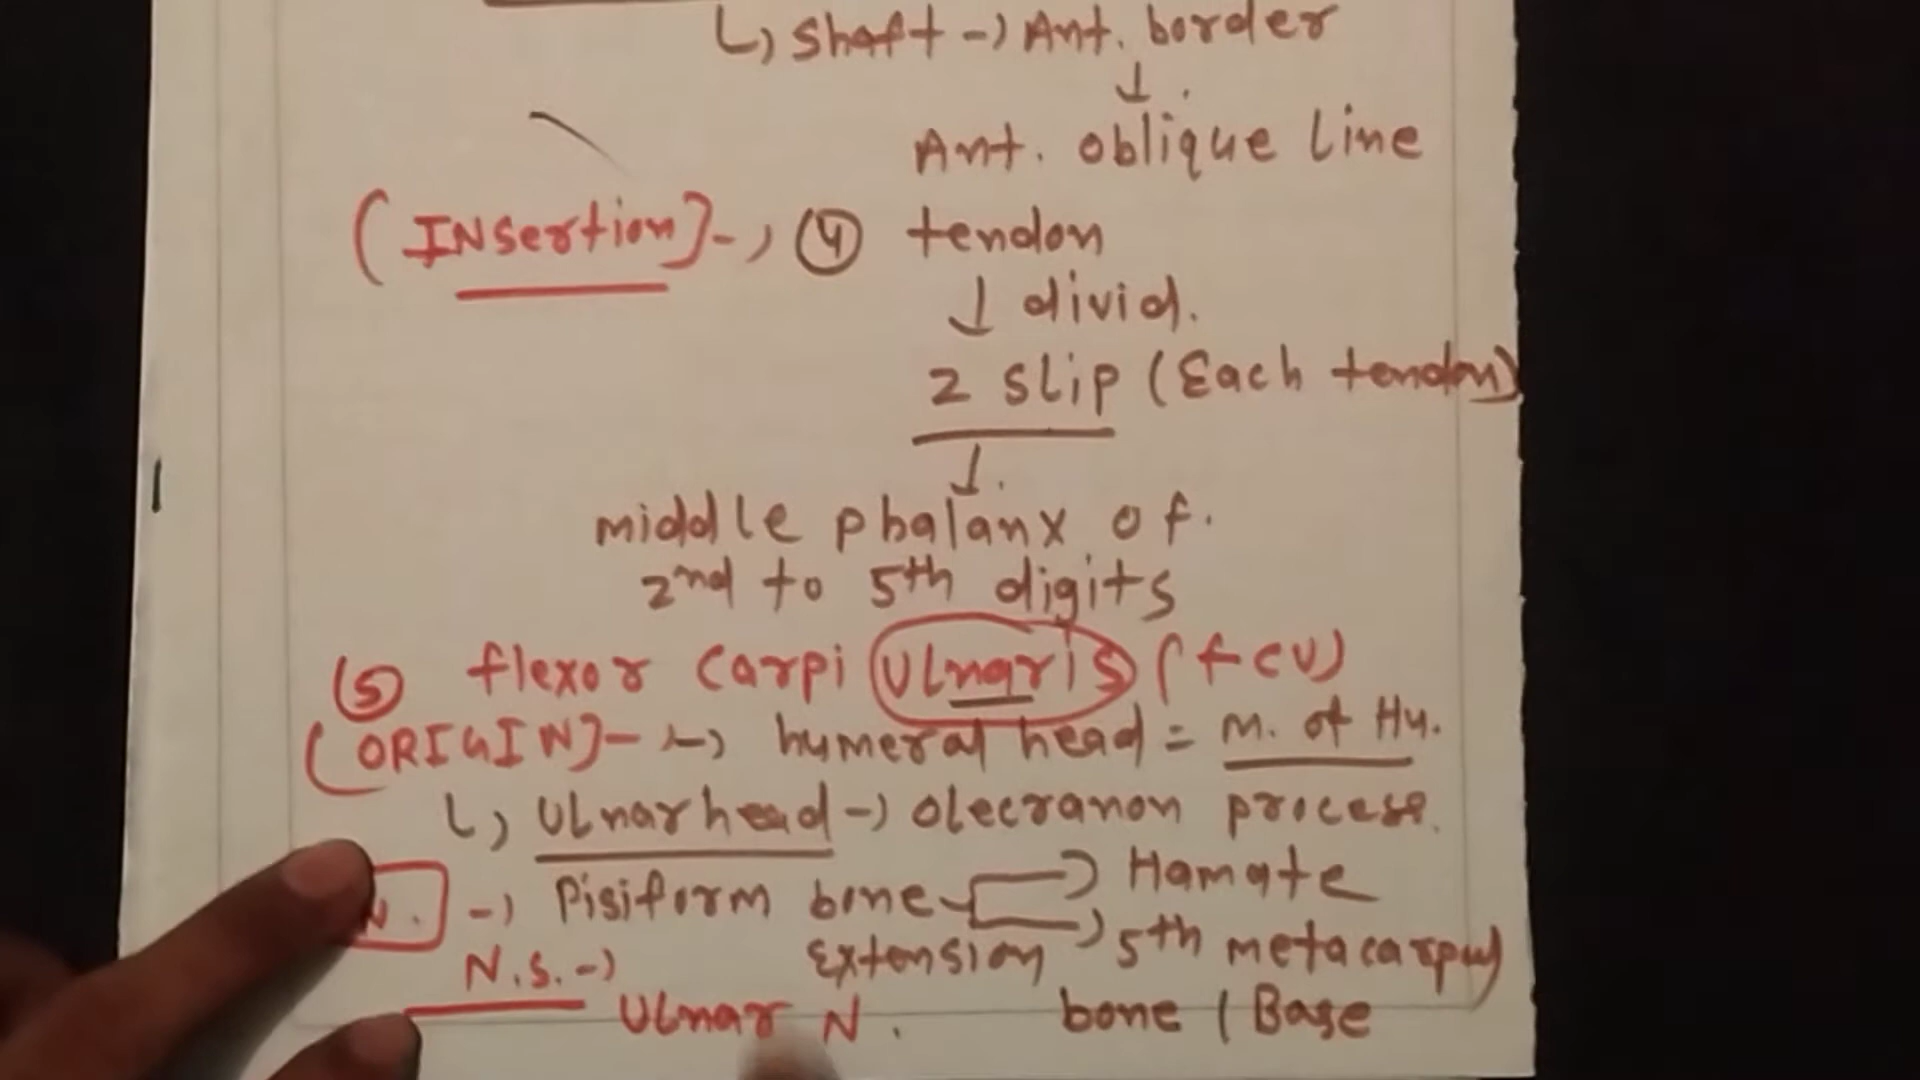 ↳ Shaft → Ant. border
↓
Ant. oblique line
(Insertion] → ④ tendon
↓ divid.
2 slip (Each tendon)
↓
middle phalanx of.
2nd to 5th digits
⑤ flexor carpi Ulnaris (fCU)
(ORIGIN] → humeral head = M. of Hu.
↳ Ulnar head → Olecranon process.
N. → Pisiform bone → Hamate
Extension → 5th metacarpal
N.S. → bone (Base
Ulnar N.